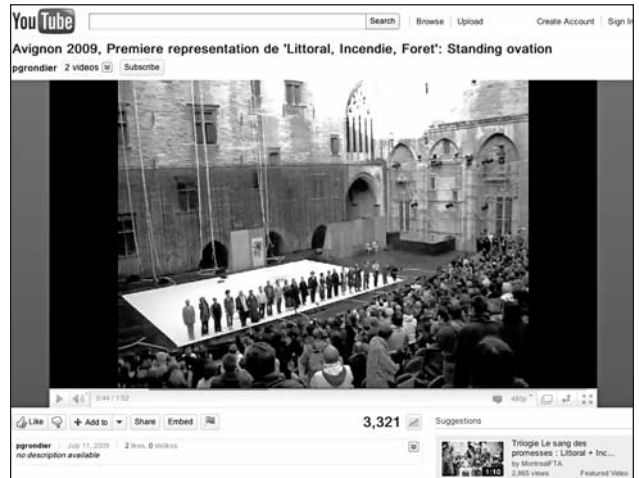 You Tube Search Browse Upload Create Account Sign In
Avignon 2009, Premiere representation de 'Littoral, Incendie, Foret': Standing ovation
pgrondier 2 videos Subscribe
0:44 / 1:52 480p
Like Add to Share Embed 3,321
Suggestions
pgrondier July 11, 2009 2 likes, 0 dislikes
no description available
Trilogie Le sang des
promesses : Littoral + Inc...
by MontrealFTA
2,865 views Featured Video
1:10